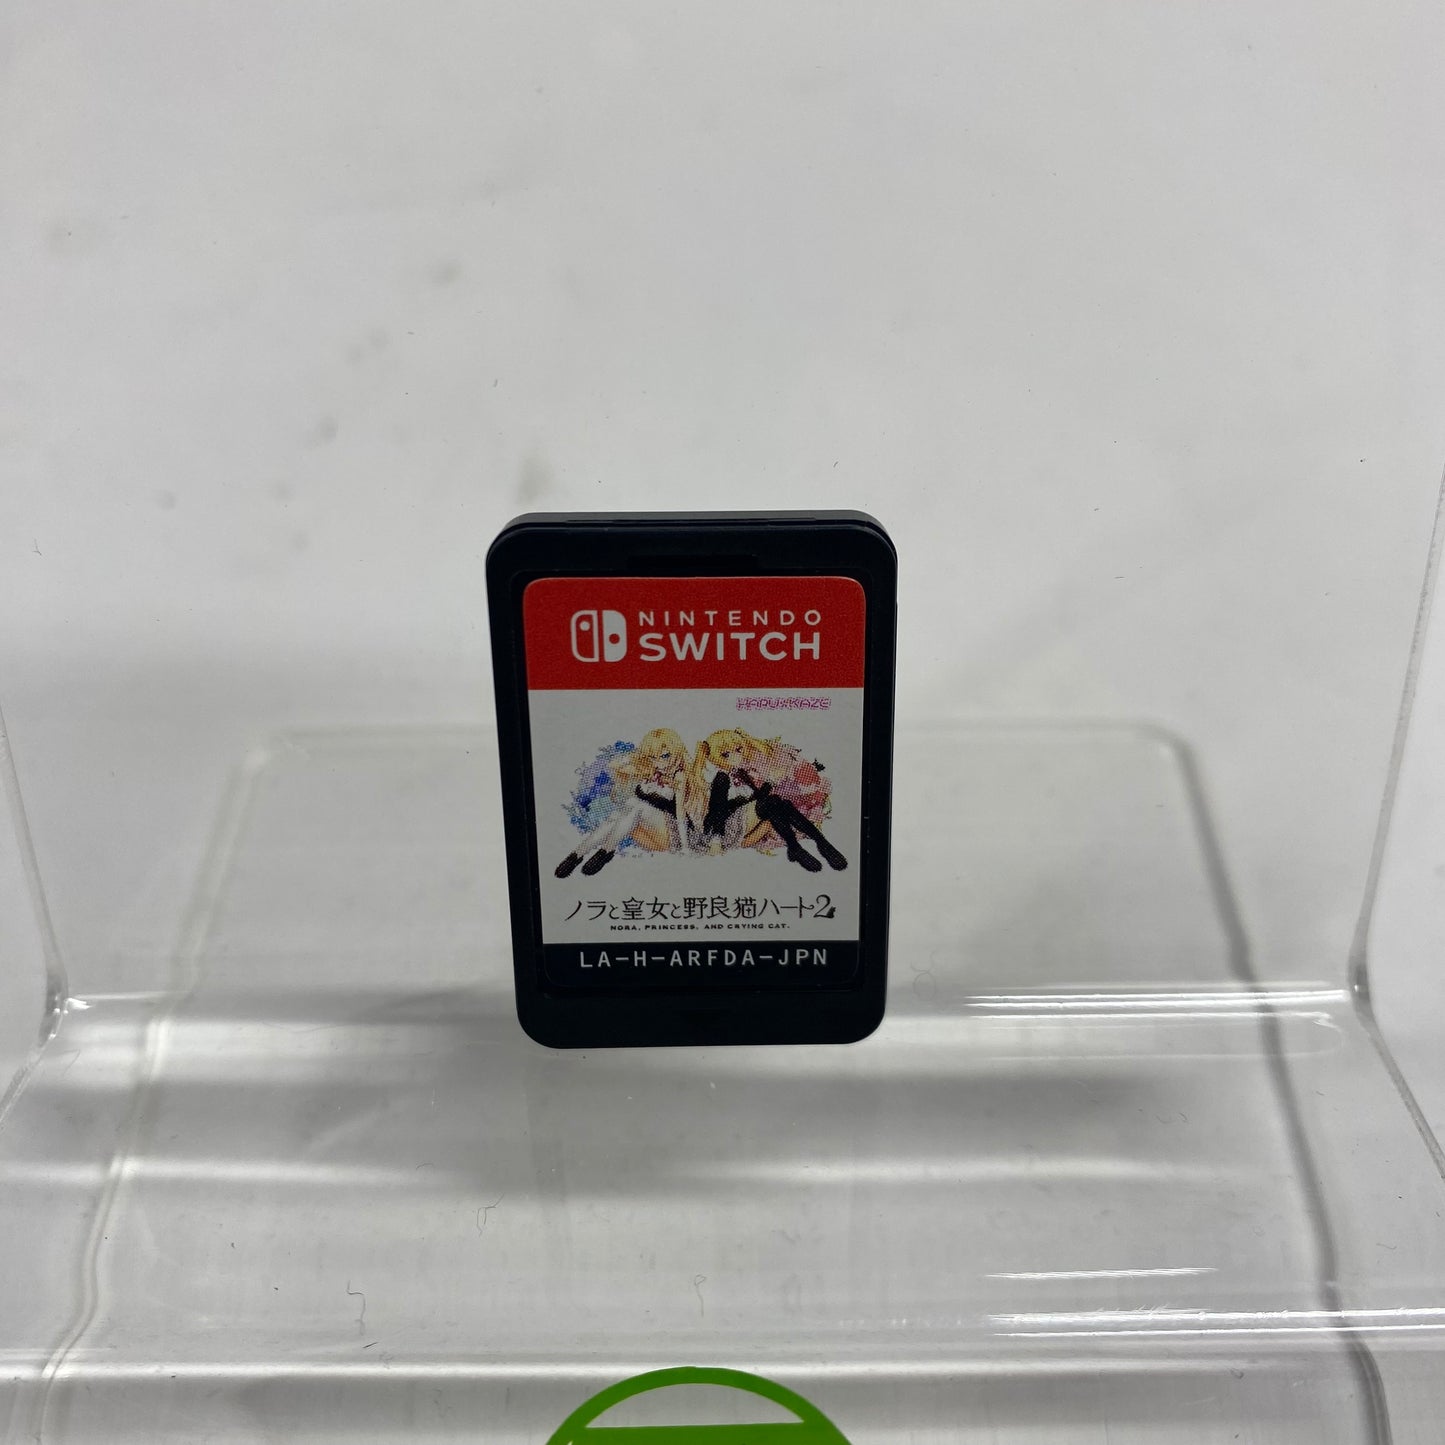 NINTENDO
SWITCH
HARUKAZE
ノラと皇女と野良猫ハート2
NORA, PRINCESS, AND CRYING CAT.
LA-H-ARFDA-JPN